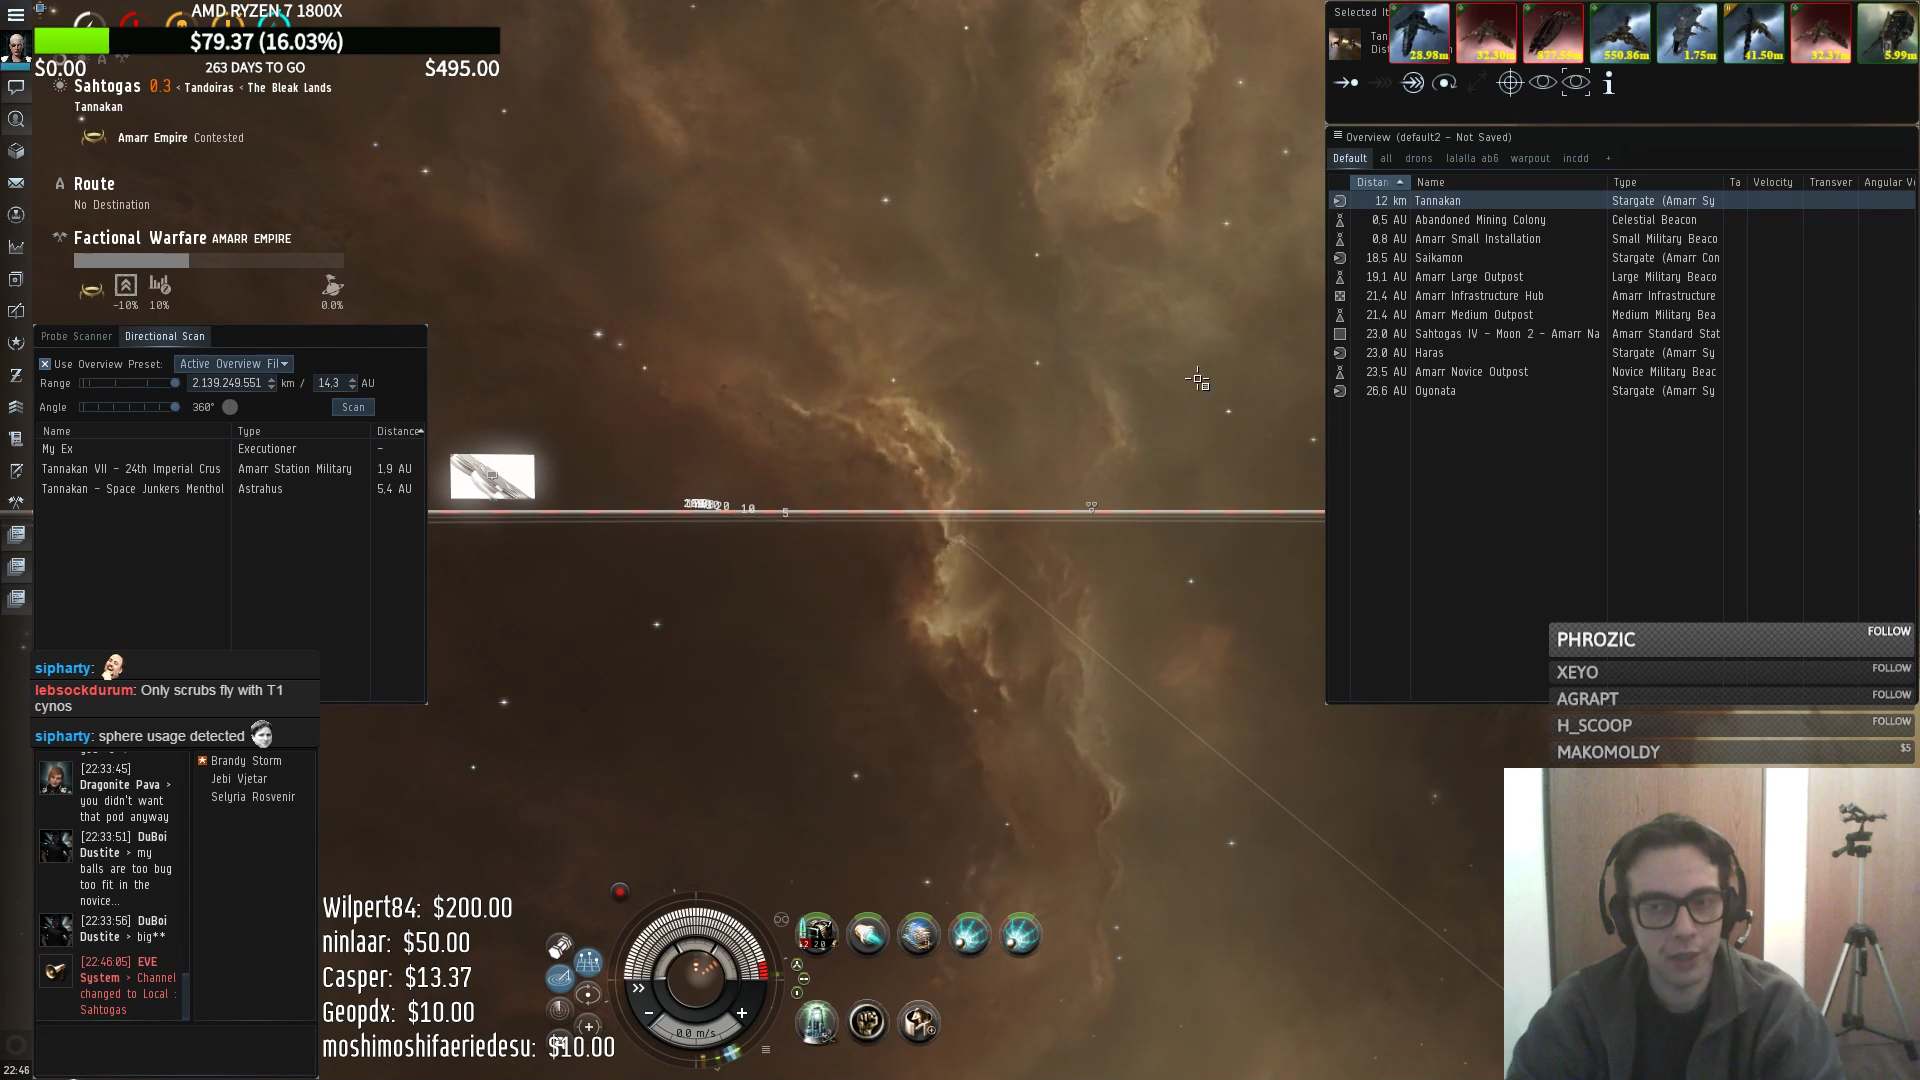 AMD RYZEN 7 1800X
$79.37 (16.03%)
$0.00
263 DAYS TO GO
$495.00
Sahtogas 0.3 < Tandoiras < The Bleak Lands
Tannakan
Amarr Empire Contested
Route
No Destination
Factional Warfare AMARR EMPIRE
-10%
10%
0.0%
Probe Scanner
Directional Scan
Use Overview Preset:
Active Overview Fil
Range
2.139.249.551
km /
14,3
AU
Angle
360°
Scan
Name Type Distance
My Ex Executioner -
Tannakan VII - 24th Imperial Crus Amarr Station Military 1,9 AU
Tannakan - Space Junkers Menthol Astrahus 5,4 AU
20
10
5
sipharty:
lebsockdurum: Only scrubs fly with T1
cynos
sipharty: sphere usage detected
[22:33:45]
Dragonite Pava >
you didn't want
that pod anyway
[22:33:51] DuBoi
Dustite > my
balls are too bug
too fit in the
novice...
[22:33:56] DuBoi
Dustite > big**
[22:46:05] EVE
System > Channel
changed to Local :
Sahtogas
Brandy Storm
Jebi Vjetar
Selyria Rosvenir
22:46
Wilpert84: $200.00
ninlaar: $50.00
Casper: $13.37
Geopdx: $10.00
moshimoshifaeriedesu: $10.00
0.0 m/s
2 20
Selected It
Tan
Dist
28.98m
32.30m
877.55m
550.86m
1.75m
41.50m
32.37m
5.99m
Overview (default2 - Not Saved)
Default all drons lalalla ab6 warpout incdd +
Distan Name Type Ta Velocity Transver Angular Ve
12 km Tannakan Stargate (Amarr Sy
0,5 AU Abandoned Mining Colony Celestial Beacon
0,8 AU Amarr Small Installation Small Military Beaco
18,5 AU Saikamon Stargate (Amarr Con
19,1 AU Amarr Large Outpost Large Military Beaco
21,4 AU Amarr Infrastructure Hub Amarr Infrastructure
21,4 AU Amarr Medium Outpost Medium Military Bea
23,0 AU Sahtogas IV - Moon 2 - Amarr Na Amarr Standard Stat
23,0 AU Haras Stargate (Amarr Sy
23,5 AU Amarr Novice Outpost Novice Military Beac
26,6 AU Oyonata Stargate (Amarr Sy
PHROZIC FOLLOW
XEYO FOLLOW
AGRAPT FOLLOW
H_SCOOP FOLLOW
MAKOMOLDY $5